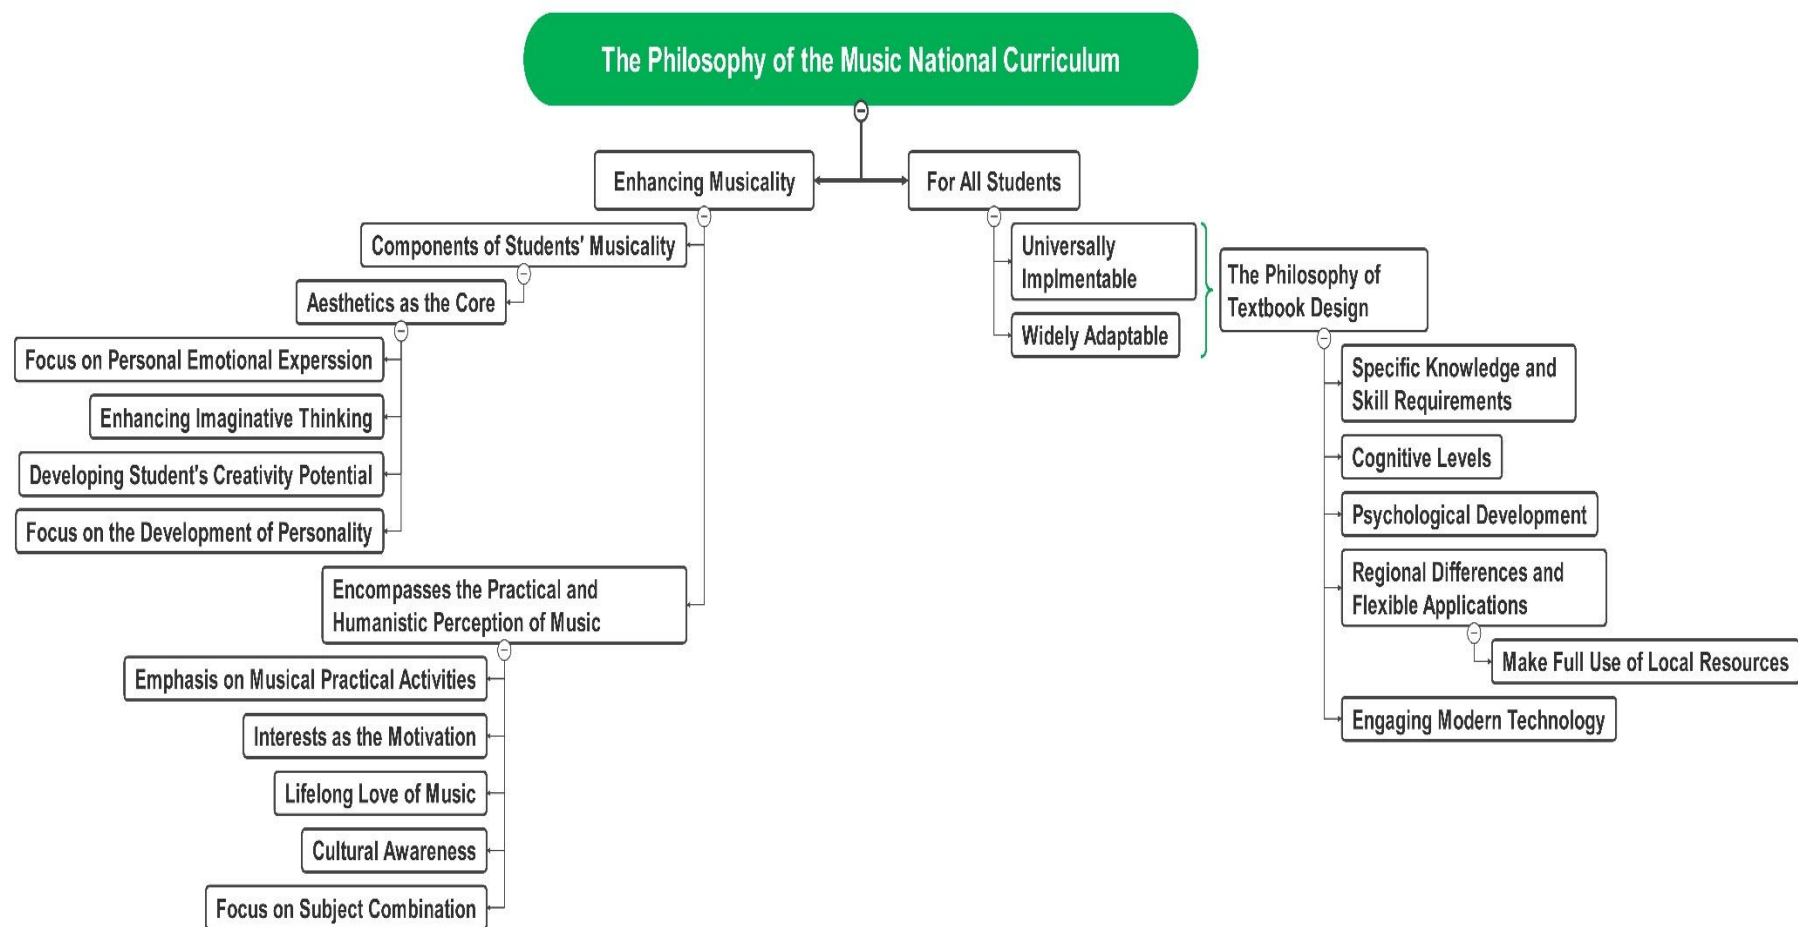 The Philosophy of the Music National Curriculum
Enhancing Musicality
For All Students
Components of Students' Musicality
Aesthetics as the Core
Focus on Personal Emotional Experssion
Enhancing Imaginative Thinking
Developing Student's Creativity Potential
Focus on the Development of Personality
Encompasses the Practical and
Humanistic Perception of Music
Emphasis on Musical Practical Activities
Interests as the Motivation
Lifelong Love of Music
Cultural Awareness
Focus on Subject Combination
Universally
Implmentable
Widely Adaptable
The Philosophy of
Textbook Design
Specific Knowledge and
Skill Requirements
Cognitive Levels
Psychological Development
Regional Differences and
Flexible Applications
Make Full Use of Local Resources
Engaging Modern Technology